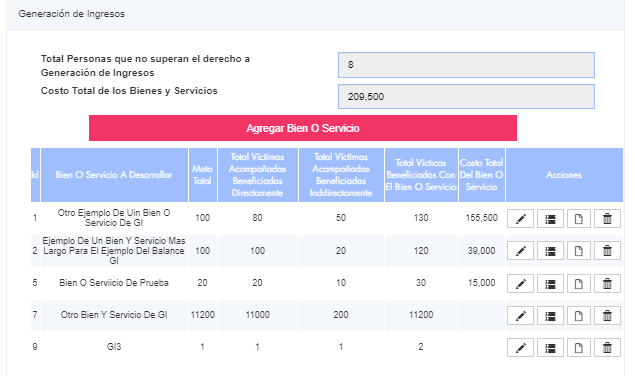 Generación de Ingresos
Total Personas que no superan el derecho a
Generación de Ingresos
8
Costo Total de los Bienes y Servicios
209,500
Agregar Bien O Servicio
Id
Bien O Servicio A Desarrollar
Meta
Total
Total Víctimas
Acompañadas
Beneficiadas
Directamente
Total Víctimas
Acompañadas
Beneficiadas
Inddirectamente
Total Vícticas
Beneficiadas Con
El Bien O Servicio
Costo Total
Del Bien O
Servicio
Acciones
1
Otro Ejemplo De Uin Bien O
Servicio De GI
100
80
50
130
155,500
2
Ejemplo De Un Bien Y Servicio Mas
Largo Para El Ejemplo Del Balance
GI
100
100
20
120
39,000
5
Bien O Serviicio De Prueba
20
20
10
30
15,000
7
Otro Bien Y Servicio De GI
11200
11000
200
11200
9
GI3
1
1
1
2